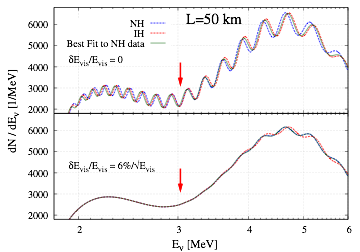 L=50 km
NH
IH
Best Fit to NH data
δE_vis/E_vis = 0
6000
5000
4000
3000
2000
δE_vis/E_vis = 6%/√E_vis
6000
5000
4000
3000
2000
dN / dE_ν [1/MeV]
2 3 4 5 6
E_ν [MeV]